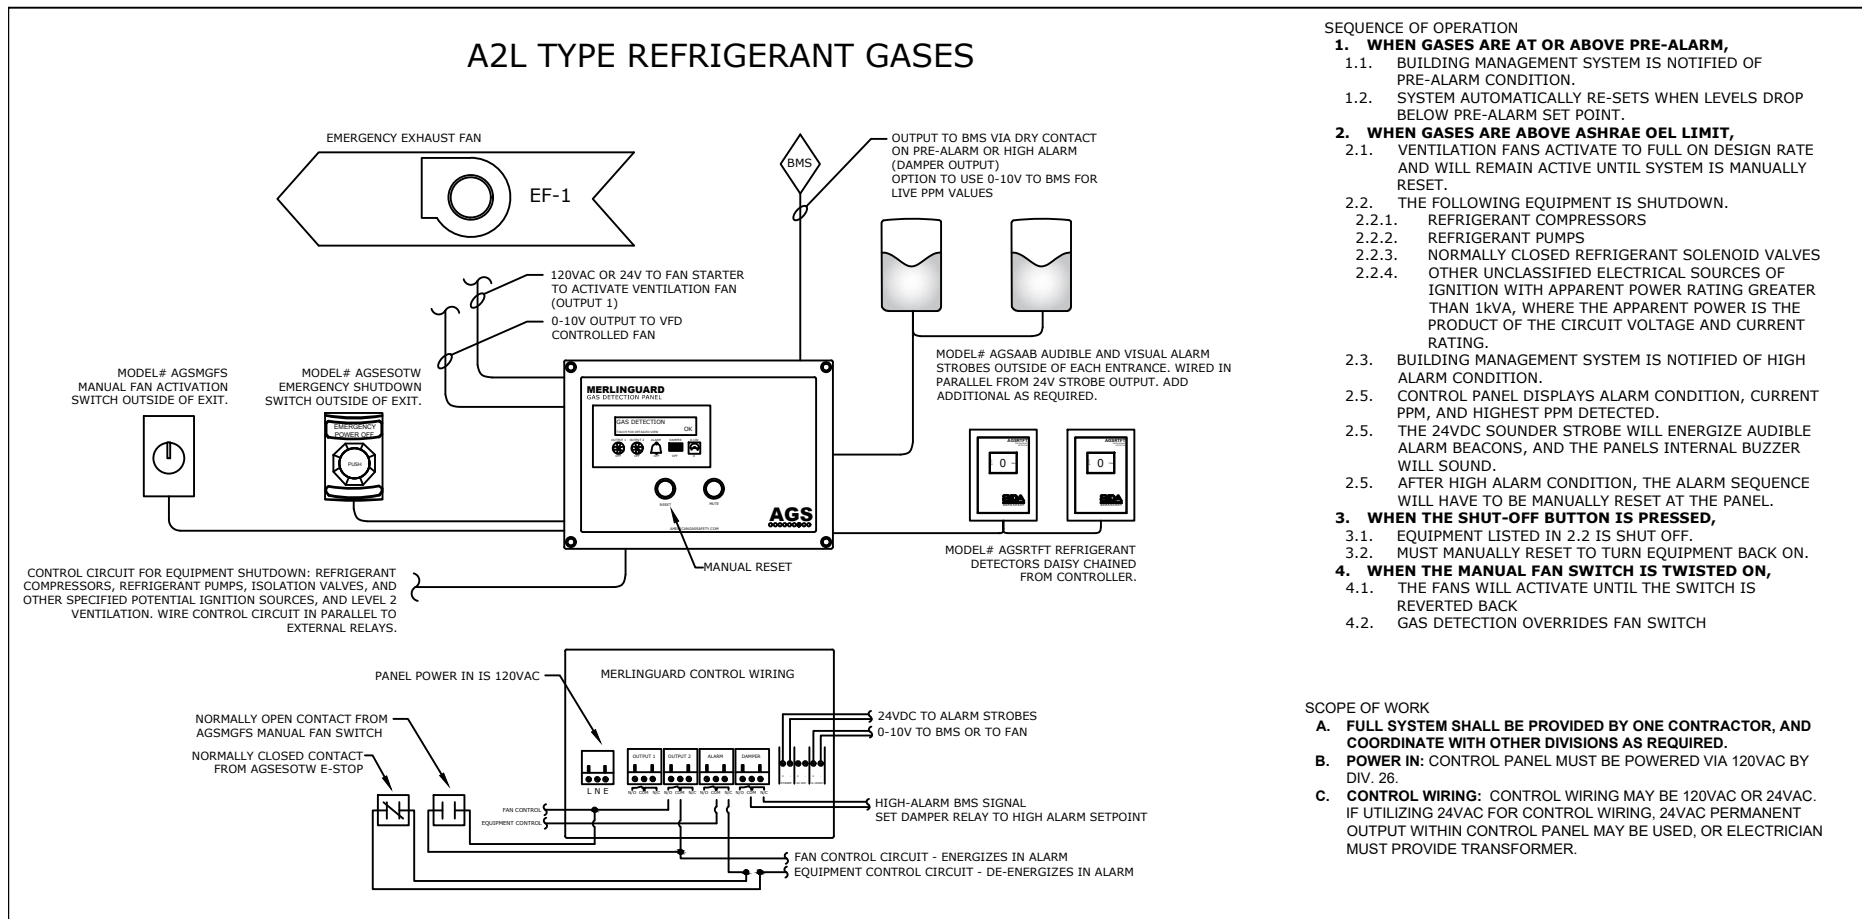 A2L TYPE REFRIGERANT GASES
EMERGENCY EXHAUST FAN
EF-1
BMS
OUTPUT TO BMS VIA DRY CONTACT
ON PRE-ALARM OR HIGH ALARM
(DAMPER OUTPUT)
OPTION TO USE 0-10V TO BMS FOR
LIVE PPM VALUES
120VAC OR 24V TO FAN STARTER
TO ACTIVATE VENTILATION FAN
(OUTPUT 1)
0-10V OUTPUT TO VFD
CONTROLLED FAN
MODEL# AGSMGFS
MANUAL FAN ACTIVATION
SWITCH OUTSIDE OF EXIT.
MODEL# AGSESOTW
EMERGENCY SHUTDOWN
SWITCH OUTSIDE OF EXIT.
EMERGENCY
POWER OFF
PUSH
MERLINGUARD
GAS DETECTION PANEL
GAS DETECTION
OK
OUTPUT 1 OUTPUT 2 ALARM DAMPER
RESET
MUTE
AGS
AMERICANGASSAFETY.COM
MANUAL RESET
MODEL# AGSAAB AUDIBLE AND VISUAL ALARM
STROBES OUTSIDE OF EACH ENTRANCE. WIRED IN
PARALLEL FROM 24V STROBE OUTPUT. ADD
ADDITIONAL AS REQUIRED.
AGSRTFT
0
AGSRTFT
0
MODEL# AGSRTFT REFRIGERANT
DETECTORS DAISY CHAINED
FROM CONTROLLER.
CONTROL CIRCUIT FOR EQUIPMENT SHUTDOWN: REFRIGERANT
COMPRESSORS, REFRIGERANT PUMPS, ISOLATION VALVES, AND
OTHER SPECIFIED POTENTIAL IGNITION SOURCES, AND LEVEL 2
VENTILATION. WIRE CONTROL CIRCUIT IN PARALLEL TO
EXTERNAL RELAYS.
PANEL POWER IN IS 120VAC
MERLINGUARD CONTROL WIRING
NORMALLY OPEN CONTACT FROM
AGSMGFS MANUAL FAN SWITCH
NORMALLY CLOSED CONTACT
FROM AGSESOTW E-STOP
24VDC TO ALARM STROBES
0-10V TO BMS OR TO FAN
OUTPUT 1 OUTPUT 2 ALARM DAMPER
L N E
N/O COM N/C N/O COM N/C N/O COM N/C N/O COM N/C
FAN CONTROL
EQUIPMENT CONTROL
HIGH-ALARM BMS SIGNAL
SET DAMPER RELAY TO HIGH ALARM SETPOINT
FAN CONTROL CIRCUIT - ENERGIZES IN ALARM
EQUIPMENT CONTROL CIRCUIT - DE-ENERGIZES IN ALARM
SEQUENCE OF OPERATION
1. WHEN GASES ARE AT OR ABOVE PRE-ALARM,
1.1. BUILDING MANAGEMENT SYSTEM IS NOTIFIED OF
PRE-ALARM CONDITION.
1.2. SYSTEM AUTOMATICALLY RE-SETS WHEN LEVELS DROP
BELOW PRE-ALARM SET POINT.
2. WHEN GASES ARE ABOVE ASHRAE OEL LIMIT,
2.1. VENTILATION FANS ACTIVATE TO FULL ON DESIGN RATE
AND WILL REMAIN ACTIVE UNTIL SYSTEM IS MANUALLY
RESET.
2.2. THE FOLLOWING EQUIPMENT IS SHUTDOWN.
2.2.1. REFRIGERANT COMPRESSORS
2.2.2. REFRIGERANT PUMPS
2.2.3. NORMALLY CLOSED REFRIGERANT SOLENOID VALVES
2.2.4. OTHER UNCLASSIFIED ELECTRICAL SOURCES OF
IGNITION WITH APPARENT POWER RATING GREATER
THAN 1kVA, WHERE THE APPARENT POWER IS THE
PRODUCT OF THE CIRCUIT VOLTAGE AND CURRENT
RATING.
2.3. BUILDING MANAGEMENT SYSTEM IS NOTIFIED OF HIGH
ALARM CONDITION.
2.5. CONTROL PANEL DISPLAYS ALARM CONDITION, CURRENT
PPM, AND HIGHEST PPM DETECTED.
2.5. THE 24VDC SOUNDER STROBE WILL ENERGIZE AUDIBLE
ALARM BEACONS, AND THE PANELS INTERNAL BUZZER
WILL SOUND.
2.5. AFTER HIGH ALARM CONDITION, THE ALARM SEQUENCE
WILL HAVE TO BE MANUALLY RESET AT THE PANEL.
3. WHEN THE SHUT-OFF BUTTON IS PRESSED,
3.1. EQUIPMENT LISTED IN 2.2 IS SHUT OFF.
3.2. MUST MANUALLY RESET TO TURN EQUIPMENT BACK ON.
4. WHEN THE MANUAL FAN SWITCH IS TWISTED ON,
4.1. THE FANS WILL ACTIVATE UNTIL THE SWITCH IS
REVERTED BACK
4.2. GAS DETECTION OVERRIDES FAN SWITCH
SCOPE OF WORK
A. FULL SYSTEM SHALL BE PROVIDED BY ONE CONTRACTOR, AND
COORDINATE WITH OTHER DIVISIONS AS REQUIRED.
B. POWER IN: CONTROL PANEL MUST BE POWERED VIA 120VAC BY
DIV. 26.
C. CONTROL WIRING: CONTROL WIRING MAY BE 120VAC OR 24VAC.
IF UTILIZING 24VAC FOR CONTROL WIRING, 24VAC PERMANENT
OUTPUT WITHIN CONTROL PANEL MAY BE USED, OR ELECTRICIAN
MUST PROVIDE TRANSFORMER.